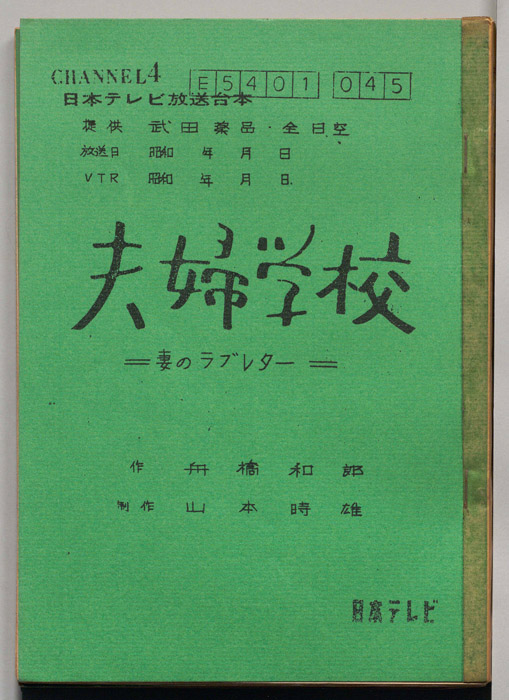 CHANNEL4 E5401 045
日本テレビ放送台本
提供 武田薬品・全日空
放送日 昭和 年 月 日
VTR 昭和 年 月 日
夫婦学校
＝妻のラブレター＝
作 舟橋和郎
制作 山本時雄
日本テレビ